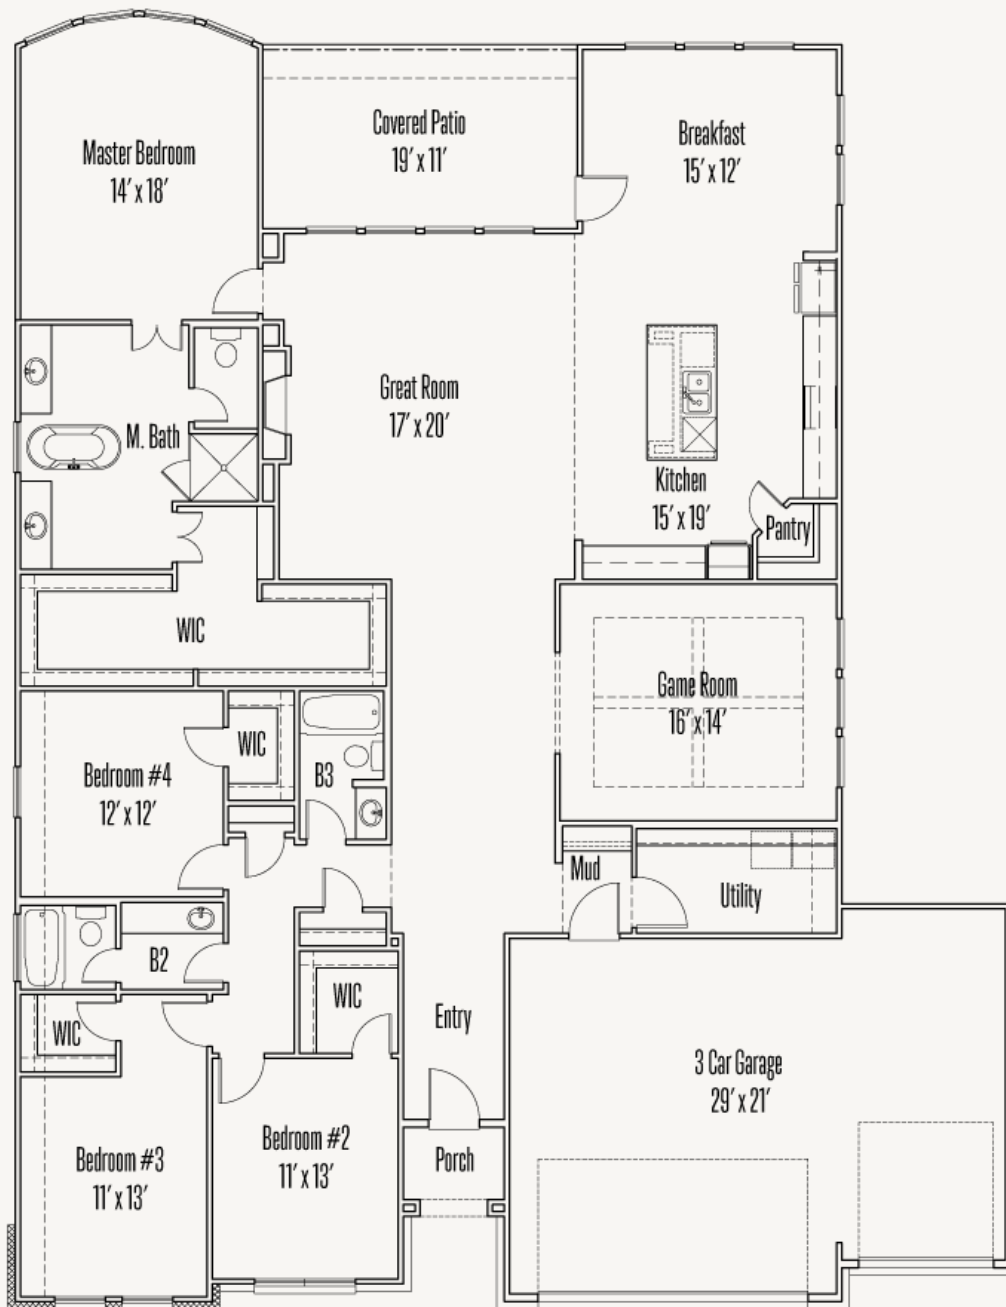 Covered Patio
19' x 11'
Breakfast
15' x 12'
Master Bedroom
14' x 18'
Great Room
17' x 20'
M. Bath
Kitchen
15' x 19'
Pantry
WIC
Game Room
16' x 14'
WIC
Bedroom #4
12' x 12'
B3
Mud
Utility
B2
WIC
WIC
Entry
3 Car Garage
29' x 21'
Bedroom #2
11' x 13'
Bedroom #3
11' x 13'
Porch